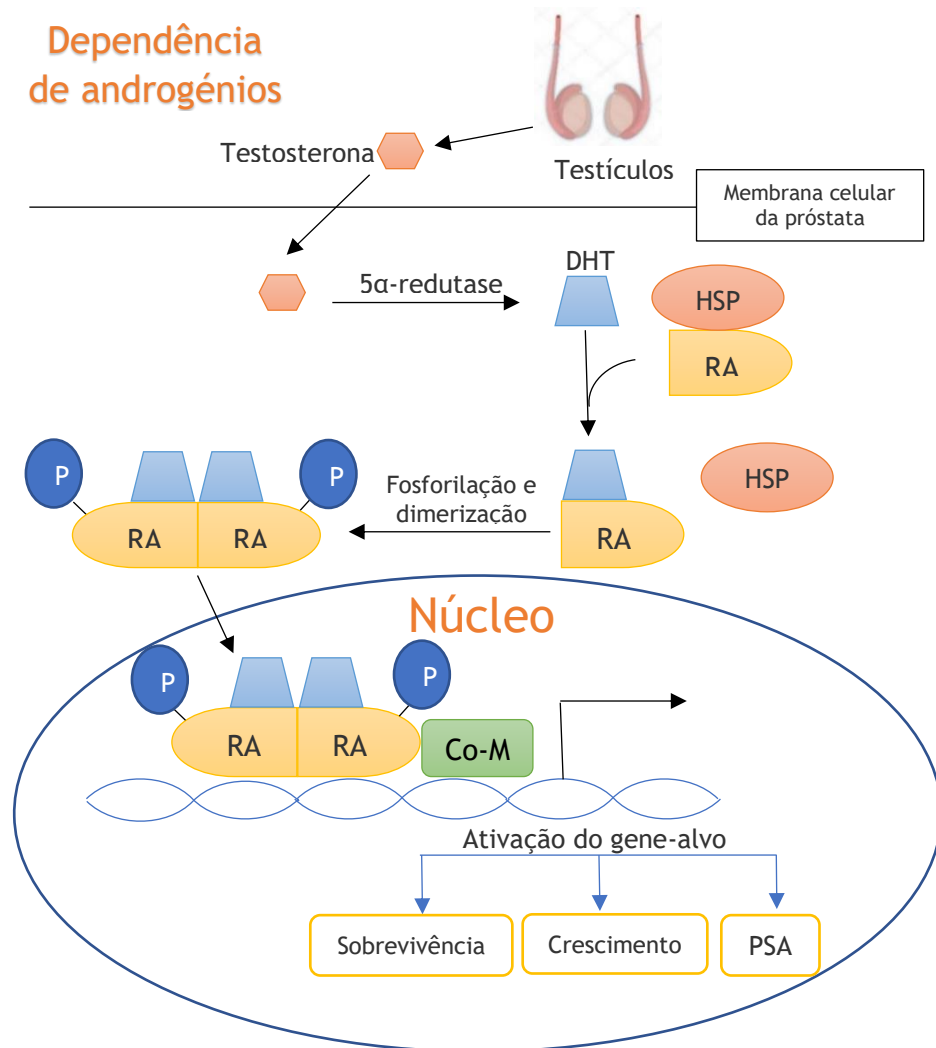 Dependência
de androgénios
Testosterona
Testículos
Membrana celular
da próstata
5α-redutase
DHT
HSP
RA
P
P
Fosforilação e
dimerização
RA
RA
RA
HSP
Núcleo
P
P
RA
RA
Co-M
Ativação do gene-alvo
Sobrevivência
Crescimento
PSA